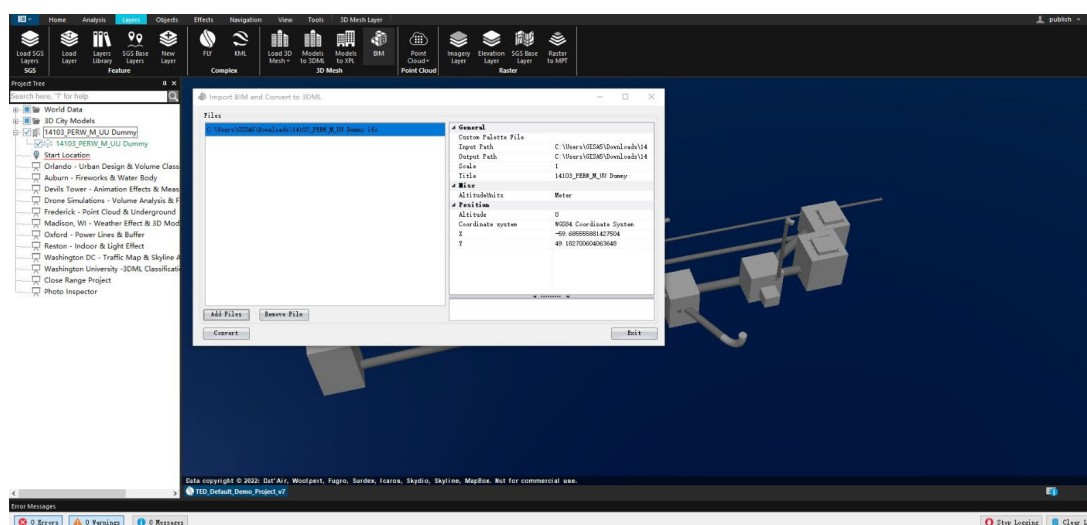 Home Analysis Layers Objects Effects Navigation View Tools 3D Mesh Layer publish
Load SGS Layers
Load Layer
Layers Library
SGS Base Layers
New Layer
FLY
KML
Load 3D Mesh
Models to 3DML
Models to XPL
BIM
Point Cloud
Imagery Layer
Elevation Layer
SGS Base Layer
Raster to MPT
SGS Feature Complex 3D Mesh Point Cloud Raster
Project Tree
Search here, '?' for help
World Data
3D City Models
14103_PERW_M_UU Dummy
14103_PERW_M_UU Dummy
Start Location
Orlando - Urban Design & Volume Class
Auburn - Fireworks & Water Body
Devils Tower - Animation Effects & Meas
Drone Simulations - Volume Analysis & F
Frederick - Point Cloud & Underground
Madison, WI - Weather Effect & 3D Mod
Oxford - Power Lines & Buffer
Reston - Indoor & Light Effect
Washington DC - Traffic Map & Skyline A
Washington University -3DML Classificati
Close Range Project
Photo Inspector
Import BIM and Convert to 3DML
Files
C:\Users\GISA5\Downloads\14103_PERW_M_UU Dummy.ifc
General
Custom Palette File
Input Path C:\Users\GISA5\Downloads\14
Output Path C:\Users\GISA5\Downloads\14
Scale 1
Title 14103_PERW_M_UU Dummy
Misc
AltitudeUnits Meter
Position
Altitude 0
Coordinate system WGS84 Coordinate System
X -59.685555881427504
Y 49.182700604063648
Add Files Remove File
Convert Exit
Data copyright © 2022: Dat'Air, Woolpert, Fugro, Surdex, Icaros, Skydio, Skyline, MapBox. Not for commercial use.
TED_Default_Demo_Project_v7
Error Messages
0 Errors 0 Warnings 0 Messages Stop Logging Clear L